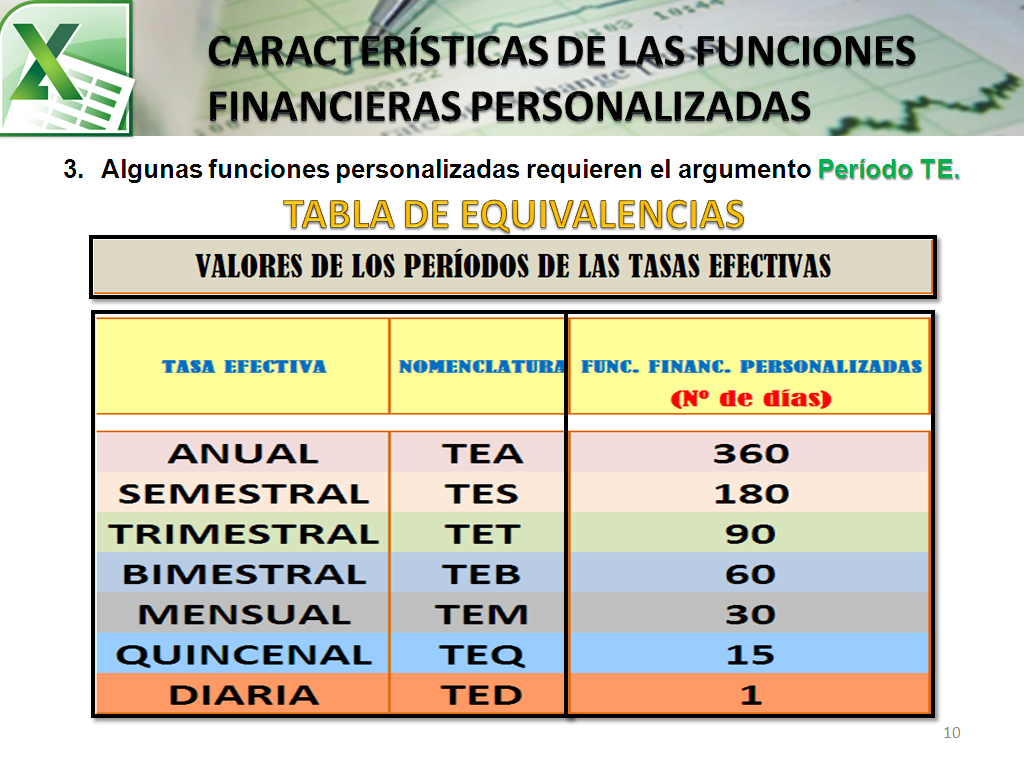 CARACTERÍSTICAS DE LAS FUNCIONES
FINANCIERAS PERSONALIZADAS
3. Algunas funciones personalizadas requieren el argumento Período TE.
TABLA DE EQUIVALENCIAS
VALORES DE LOS PERÍODOS DE LAS TASAS EFECTIVAS
TASA EFECTIVA NOMENCLATURA FUNC. FINANC. PERSONALIZADAS
(Nº de días)
ANUAL TEA 360
SEMESTRAL TES 180
TRIMESTRAL TET 90
BIMESTRAL TEB 60
MENSUAL TEM 30
QUINCENAL TEQ 15
DIARIA TED 1
10